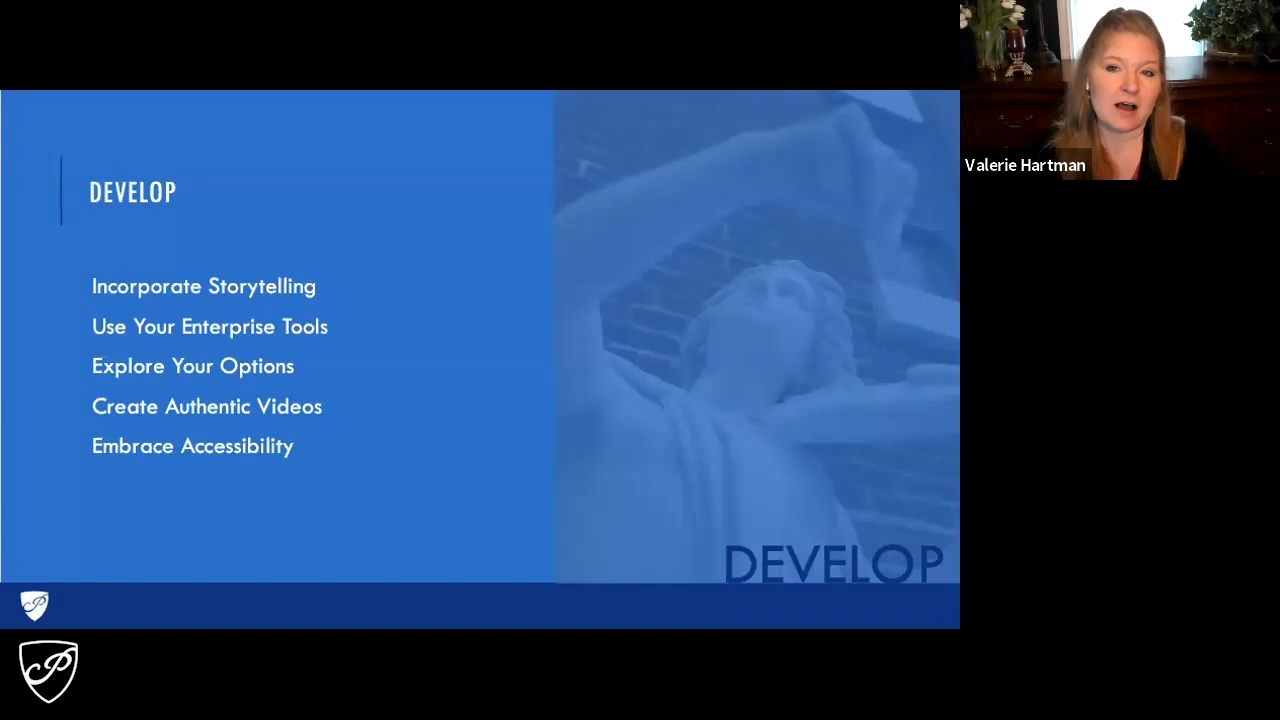 DEVELOP
Incorporate Storytelling
Use Your Enterprise Tools
Explore Your Options
Create Authentic Videos
Embrace Accessibility
DEVELOP
Valerie Hartman
P
P